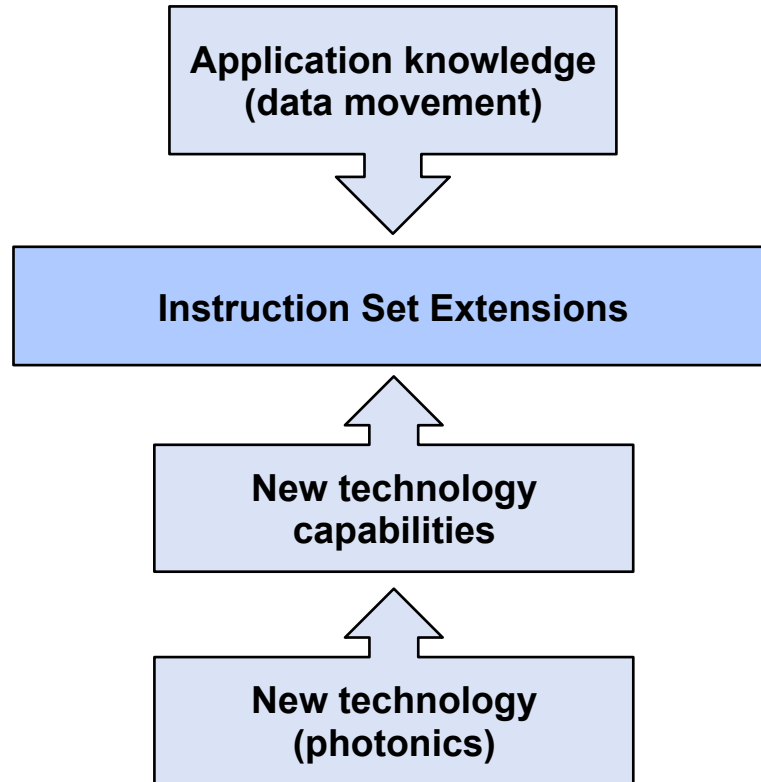 Application knowledge
(data movement)
Instruction Set Extensions
New technology
capabilities
New technology
(photonics)